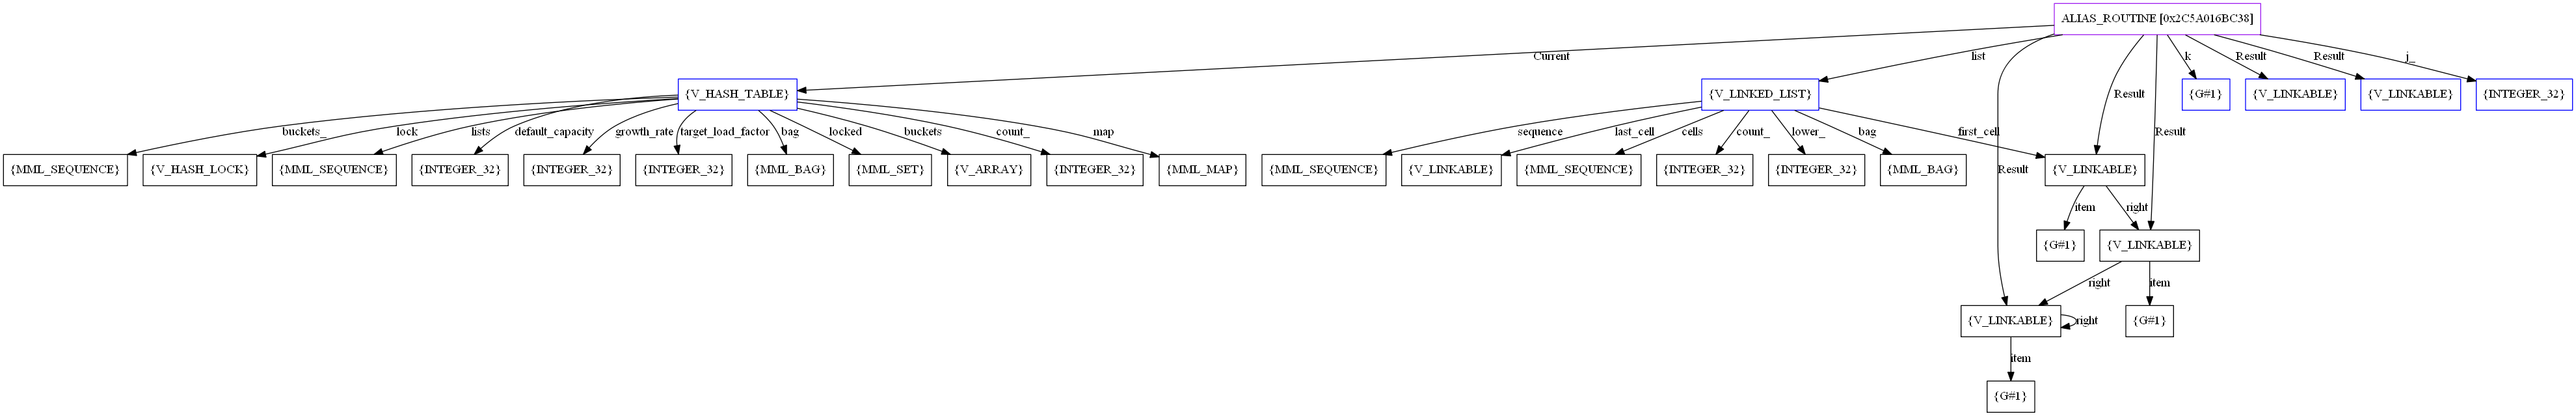 ALIAS_ROUTINE [0x2C5A016BC38]
Current
list
k
Result
Result
j_
{V_HASH_TABLE}
{V_LINKED_LIST}
Result
{G#1}
{V_LINKABLE}
{V_LINKABLE}
{INTEGER_32}
buckets_
lock
lists
default_capacity
growth_rate
target_load_factor
bag
locked
buckets
count_
map
sequence
last_cell
cells
count_
lower_
bag
first_cell
Result
{MML_SEQUENCE}
{V_HASH_LOCK}
{MML_SEQUENCE}
{INTEGER_32}
{INTEGER_32}
{INTEGER_32}
{MML_BAG}
{MML_SET}
{V_ARRAY}
{INTEGER_32}
{MML_MAP}
{MML_SEQUENCE}
{V_LINKABLE}
{MML_SEQUENCE}
{INTEGER_32}
{INTEGER_32}
{MML_BAG}
Result
{V_LINKABLE}
item
right
{G#1}
{V_LINKABLE}
right
item
{V_LINKABLE}
right
{G#1}
item
{G#1}